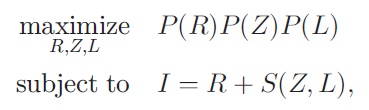 maximize P(R)P(Z)P(L)
R,Z,L
subject to I = R + S(Z, L),